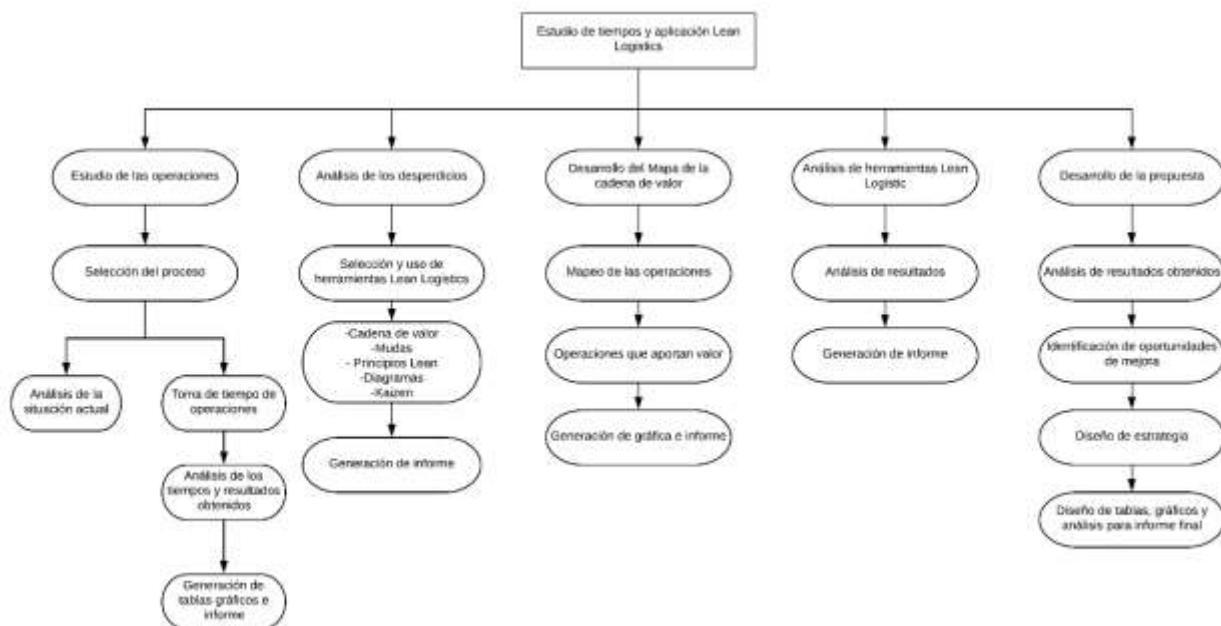 Estudio de tiempos y aplicación Lean
Logistics
Estudio de las operaciones
Selección del proceso
Análisis de la
situación actual
Toma de tiempo de
operaciones
Análisis de los
tiempos y resultados
obtenidos
Generación de
tablas gráficos e
informe
Análisis de los desperdicios
Selección y uso de
herramientas Lean Logistics
-Cadena de valor
-Mudas
- Principios Lean
-Diagramas
-Kaizen
Generación de informe
Desarrollo del Mapa de la
cadena de valor
Mapeo de las operaciones
Operaciones que aportan valor
Generación de gráfica e informe
Análisis de herramientas Lean
Logistic
Análisis de resultados
Generación de informe
Desarrollo de la propuesta
Análisis de resultados obtenidos
Identificación de oportunidades
de mejora
Diseño de estrategia
Diseño de tablas, gráficos y
análisis para informe final